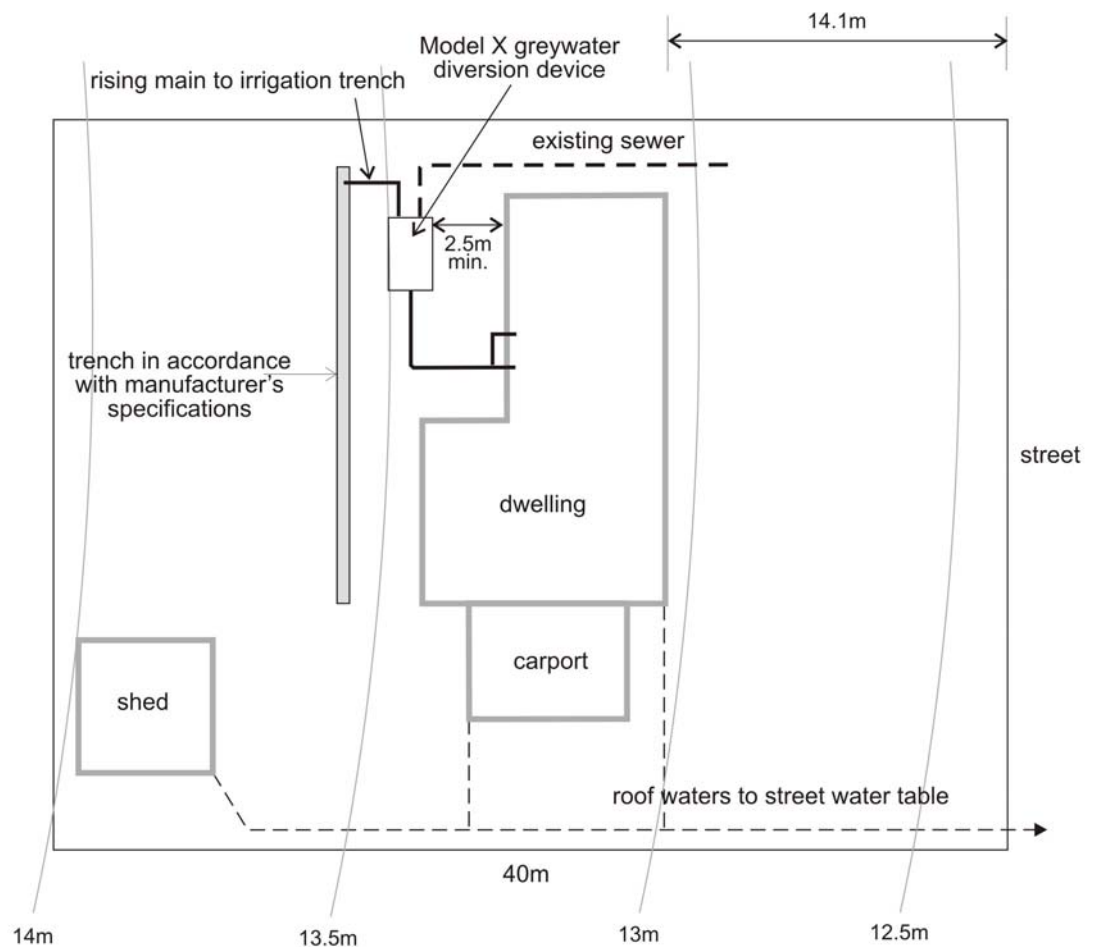 14.1m
Model X greywater
diversion device
rising main to irrigation trench
existing sewer
2.5m
min.
trench in accordance
with manufacturer's
specifications
street
dwelling
carport
shed
roof waters to street water table
40m
14m
13.5m
13m
12.5m